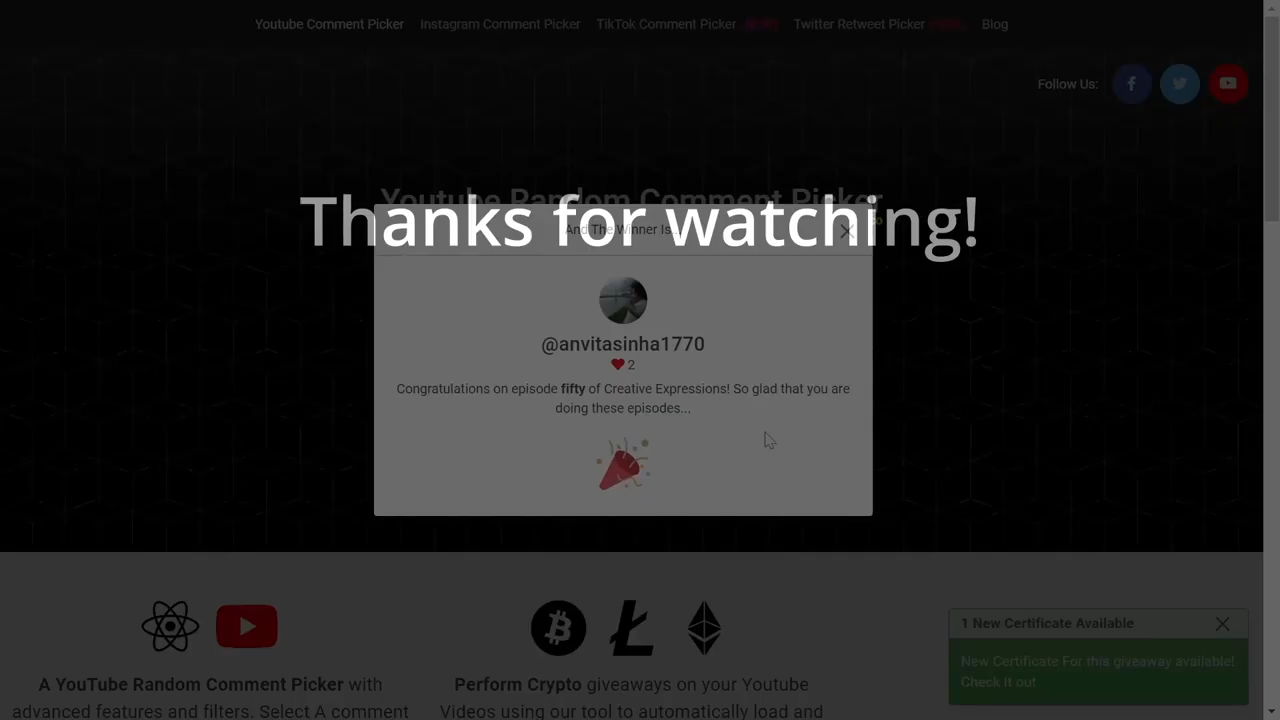 Youtube Comment Picker Instagram Comment Picker TikTok Comment Picker Twitter Retweet Picker Blog
Follow Us:
Youtube Random Comment Picker
Thanks for watching!
And The Winner Is...
@anvitasinha1770
2
Congratulations on episode fifty of Creative Expressions! So glad that you are
doing these episodes...
1 New Certificate Available
New Certificate For this giveaway available!
Check It out
A YouTube Random Comment Picker with
advanced features and filters. Select A comment
Perform Crypto giveaways on your Youtube
Videos using our tool to automatically load and